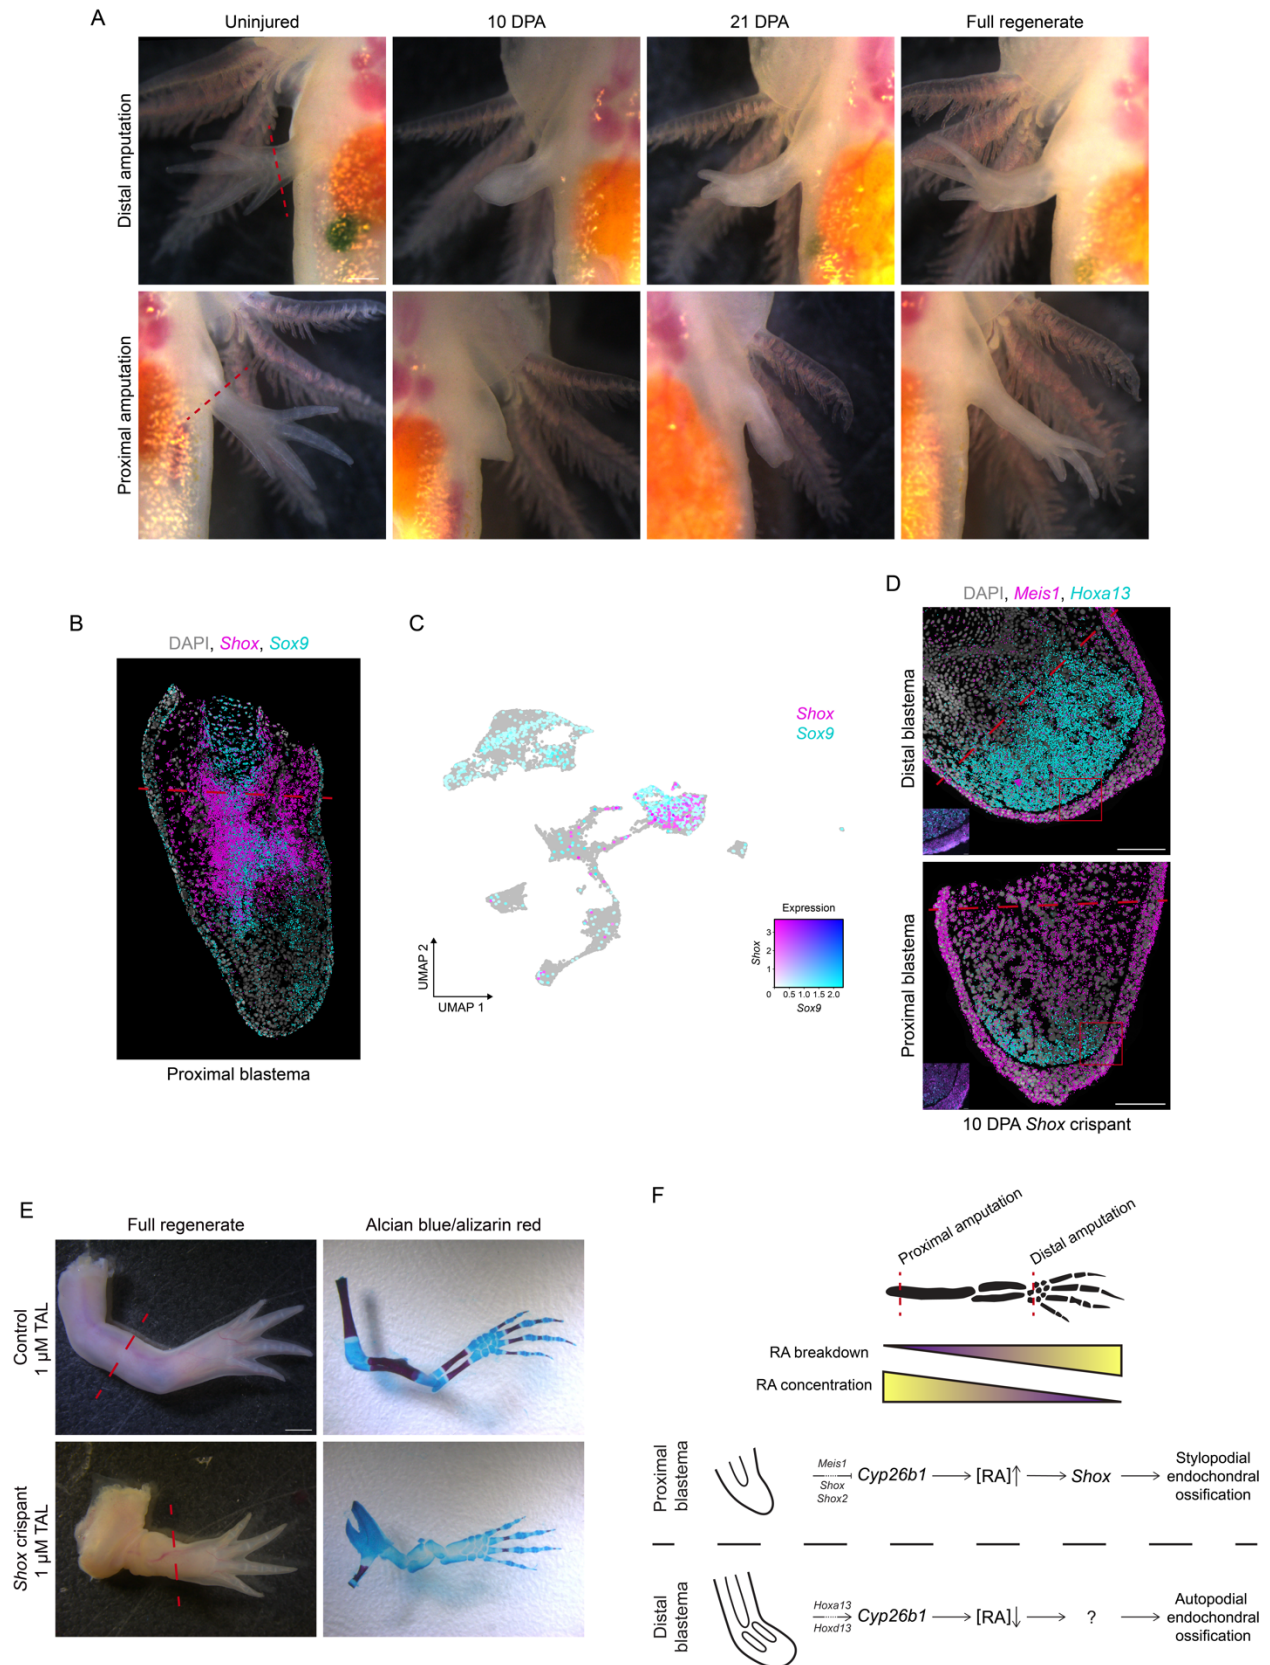 A
Uninjured
10 DPA
21 DPA
Full regenerate
Distal amputation
Proximal amputation
B
DAPI, Shox, Sox9
Proximal blastema
C
Shox
Sox9
UMAP 2
UMAP 1
Expression
Shox
3
2
1
0
0.5 1.0 1.5 2.0
Sox9
D
DAPI, Meis1, Hoxa13
Distal blastema
Proximal blastema
10 DPA Shox crispant
E
Full regenerate
Alcian blue/alizarin red
Control
1 µM TAL
Shox crispant
1 µM TAL
F
Proximal amputation
Distal amputation
RA breakdown
RA concentration
Proximal
blastema
Meis1
Shox
Shox2
Cyp26b1
[RA]
Shox
Stylopodial
endochondral
ossification
Distal
blastema
Hoxa13
Hoxd13
Cyp26b1
[RA]
?
Autopodial
endochondral
ossification